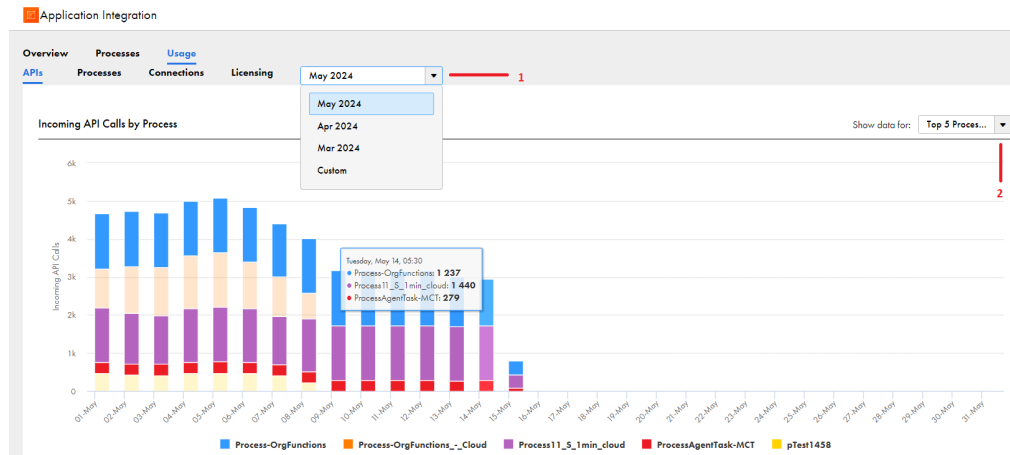 Application Integration
Overview Processes Usage
APIs Processes Connections Licensing May 2024 1
May 2024
Apr 2024
Mar 2024
Custom
Incoming API Calls by Process
Show data for: Top 5 Proces...
2
6k
5k
4k
3k
2k
1k
0
Incoming API Calls
Tuesday, May 14, 05:30
Process-OrgFunctions: 1 237
Process11_S_1min_cloud: 1 440
ProcessAgentTask-MCT: 279
01-May 02-May 03-May 04-May 05-May 06-May 07-May 08-May 09-May 10-May 11-May 12-May 13-May 14-May 15-May 16-May 17-May 18-May 19-May 20-May 21-May 22-May 23-May 24-May 25-May 26-May 27-May 28-May 29-May 30-May 31-May
Process-OrgFunctions Process-OrgFunctions_-_Cloud Process11_S_1min_cloud ProcessAgentTask-MCT pTest1458